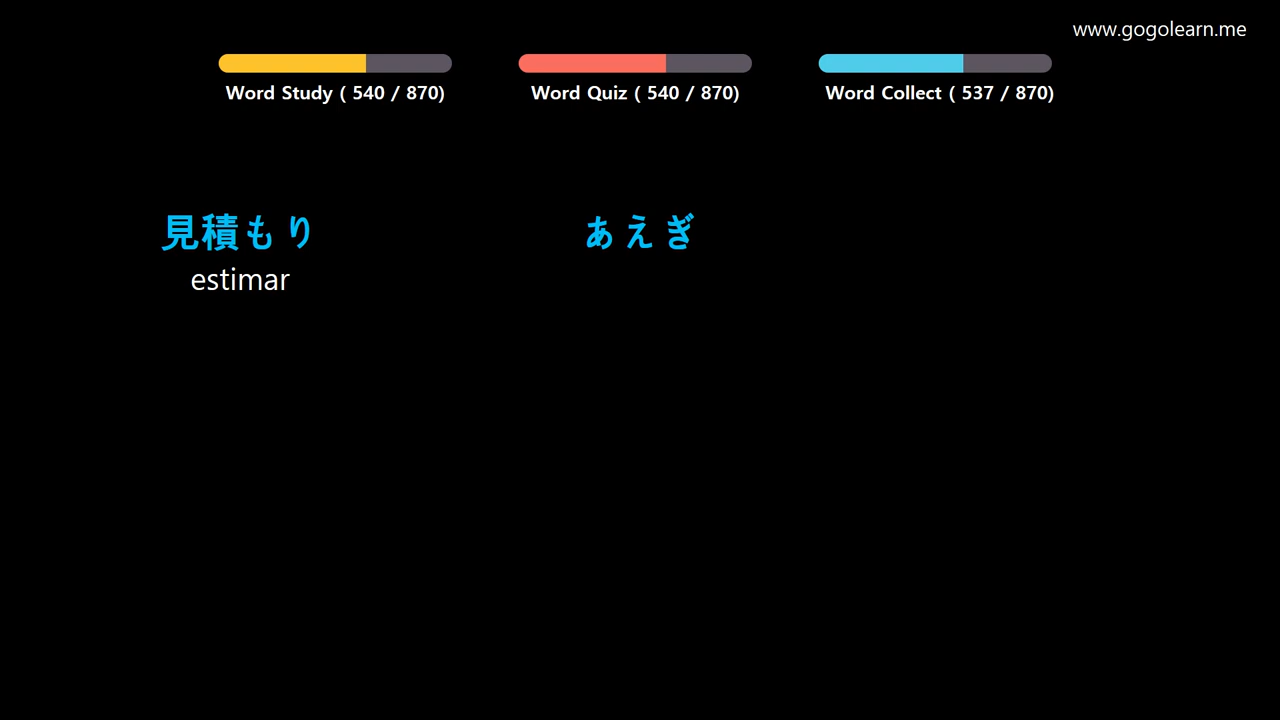 www.gogolearn.me
Word Study ( 540 / 870)
Word Quiz ( 540 / 870)
Word Collect ( 537 / 870)
見積もり
estimar
あえぎ